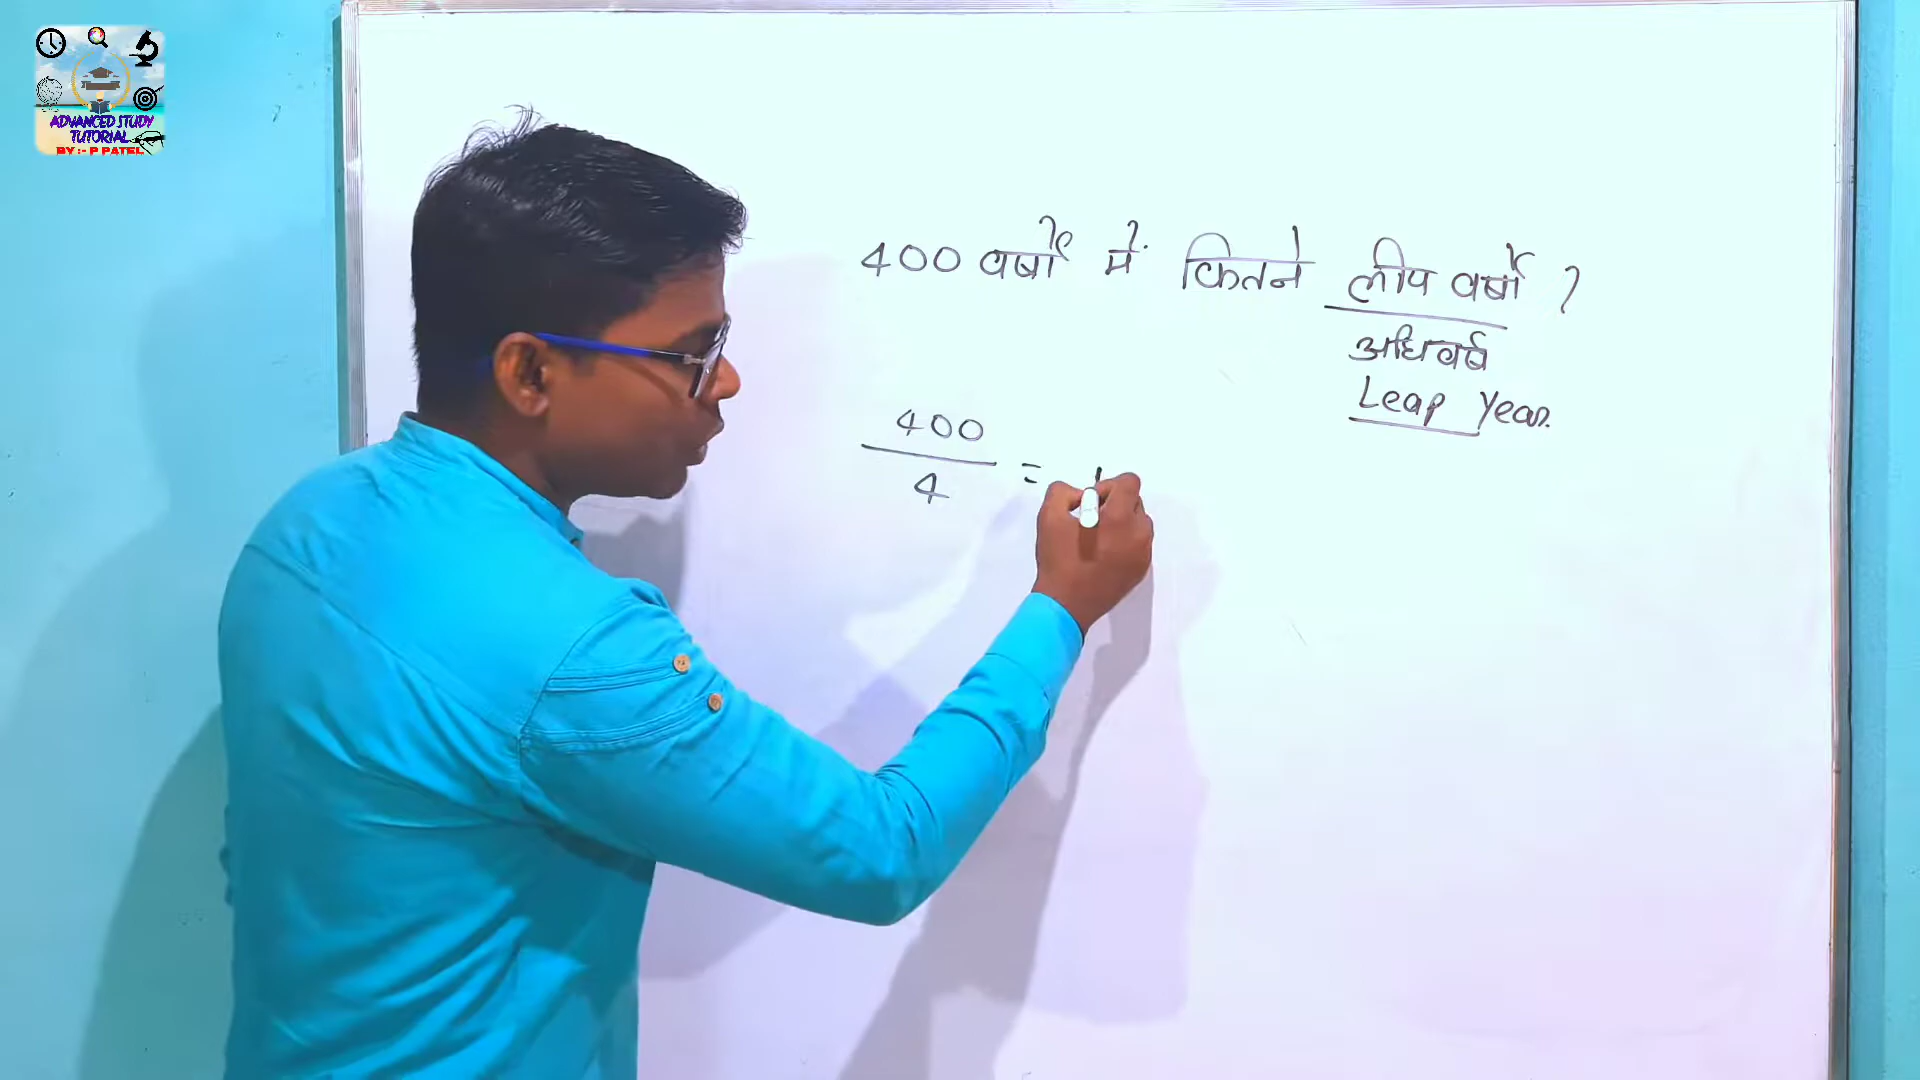 ADVANCED STUDY
TUTORIAL
BY :- P PATEL
400 वर्षों में कितने लीप वर्षों ?
अधिवर्ष
Leap Year.
400
4
=